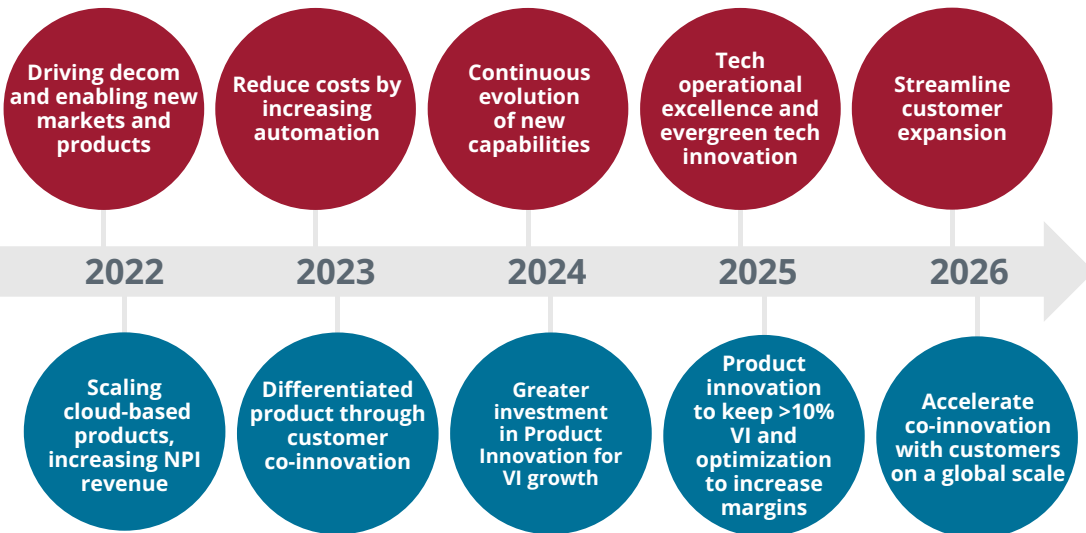 Driving decom
and enabling new
markets and
products
Reduce costs by
increasing
automation
Continuous
evolution
of new
capabilities
Tech
operational
excellence and
evergreen tech
innovation
Streamline
customer
expansion
2022
2023
2024
2025
2026
Scaling
cloud-based
products,
increasing NPI
revenue
Differentiated
product through
customer
co-innovation
Greater
investment
in Product
Innovation for
VI growth
Product
innovation
to keep >10%
VI and
optimization
to increase
margins
Accelerate
co-innovation
with customers
on a global scale